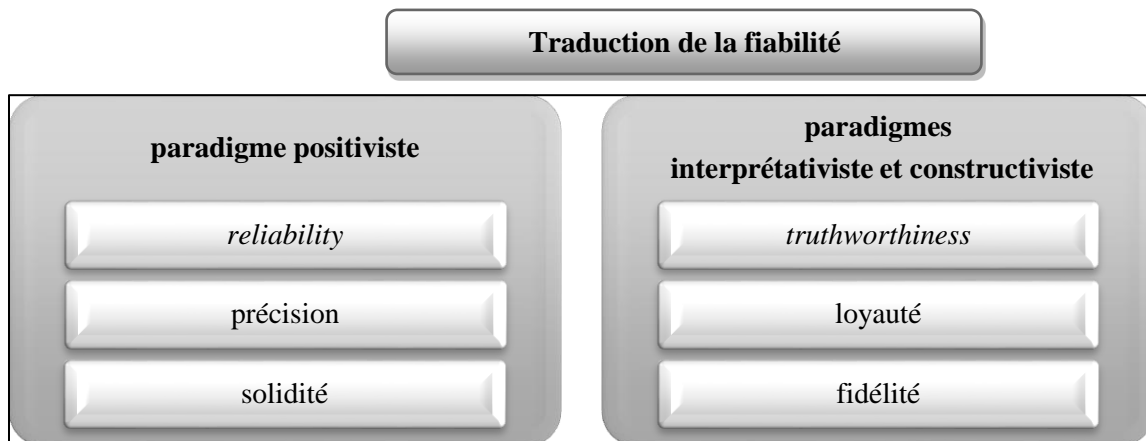 Traduction de la fiabilité
paradigme positiviste
reliability
précision
solidité
paradigmes
interprétativiste et constructiviste
truthworthiness
loyauté
fidélité